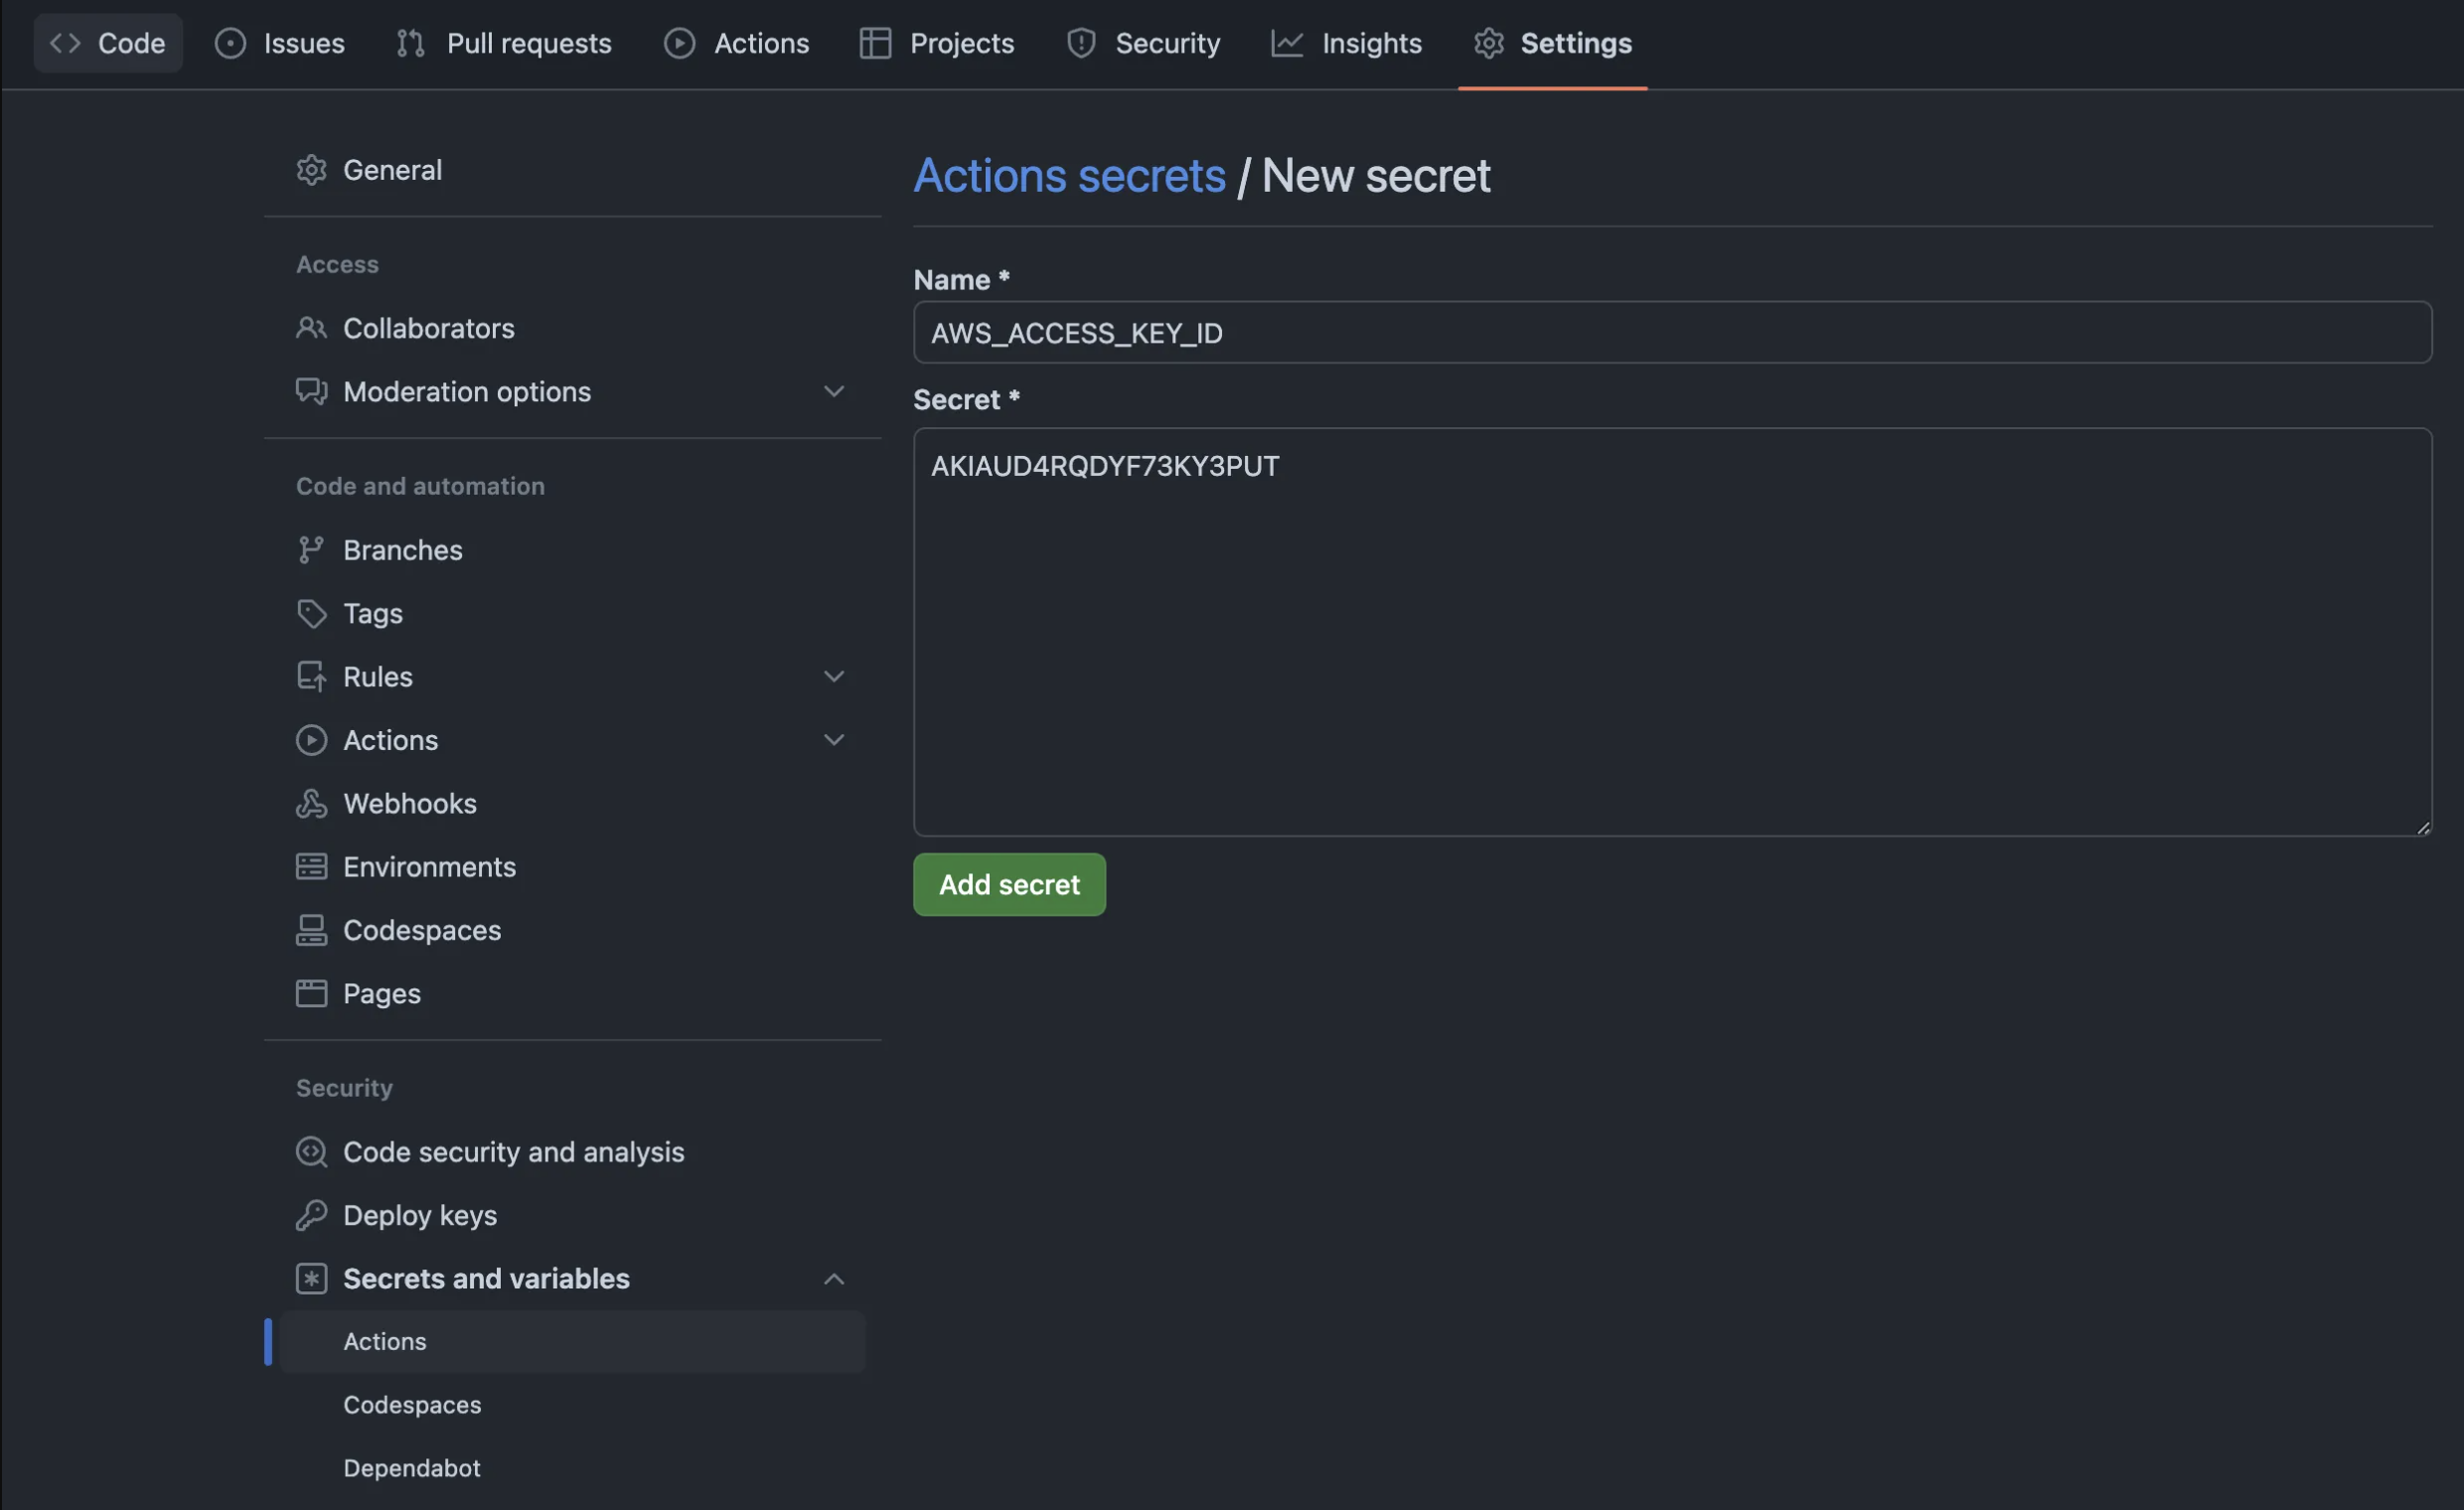 Code Issues Pull requests Actions Projects Security Insights Settings
General
Access
Collaborators
Moderation options
Code and automation
Branches
Tags
Rules
Actions
Webhooks
Environments
Codespaces
Pages
Security
Code security and analysis
Deploy keys
Secrets and variables
Actions
Codespaces
Dependabot
Actions secrets / New secret
Name *
AWS_ACCESS_KEY_ID
Secret *
AKIAUD4RQDYF73KY3PUT
Add secret